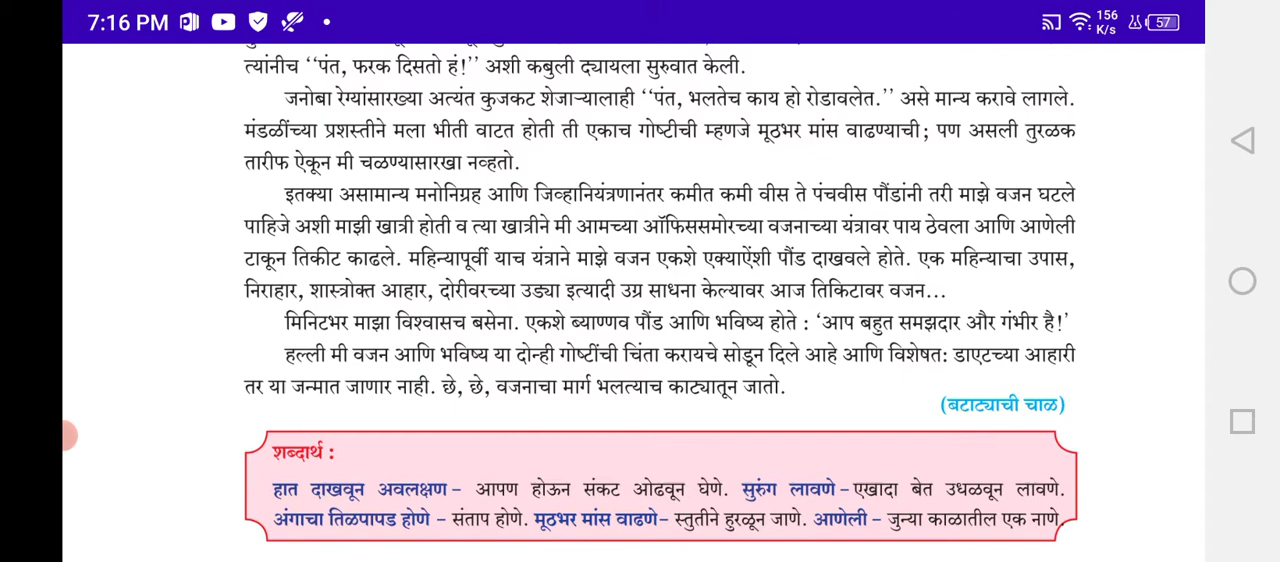 7:16 PM
156 K/s
57
त्यांनीच ‘‘पंत, फरक दिसतो हं!’’ अशी कबुली द्यायला सुरुवात केली.
जनोबा रेग्यांसारख्या अत्यंत कुजकट शेजाऱ्यालाही ‘‘पंत, भलतेच काय हो रोडावलेत.’’ असे मान्य करावे लागले.
मंडळींच्या प्रशस्तीने मला भीती वाटत होती ती एकाच गोष्टीची म्हणजे मूठभर मांस वाढण्याची; पण असली तुरळक
तारीफ ऐकून मी चळण्यासारखा नव्हतो.
इतक्या असामान्य मनोनिग्रह आणि जिव्हानियंत्रणानंतर कमीत कमी वीस ते पंचवीस पौंडांनी तरी माझे वजन घटले
पाहिजे अशी माझी खात्री होती व त्या खात्रीने मी आमच्या ऑफिससमोरच्या वजनाच्या यंत्रावर पाय ठेवला आणि आणेली
टाकून तिकीट काढले. महिन्यापूर्वी याच यंत्राने माझे वजन एकशे एक्याऐंशी पौंड दाखवले होते. एक महिन्याचा उपास,
निराहार, शास्त्रोक्त आहार, दोरीवरच्या उड्या इत्यादी उग्र साधना केल्यावर आज तिकिटावर वजन...
मिनिटभर माझा विश्वासच बसेना. एकशे ब्याण्णव पौंड आणि भविष्य होते : ‘आप बहुत समझदार और गंभीर है!’
हल्ली मी वजन आणि भविष्य या दोन्ही गोष्टींची चिंता करायचे सोडून दिले आहे आणि विशेषत: डाएटच्या आहारी
तर या जन्मात जाणार नाही. छे, छे, वजनाचा मार्ग भलत्याच काट्यातून जातो.
(बटाट्याची चाळ)
शब्दार्थ :
हात दाखवून अवलक्षण – आपण होऊन संकट ओढवून घेणे. सुरुंग लावणे – एखादा बेत उधळवून लावणे.
अंगाचा तिळपापड होणे – संताप होणे. मूठभर मांस वाढणे – स्तुतीने हुरळून जाणे. आणेली – जुन्या काळातील एक नाणे.